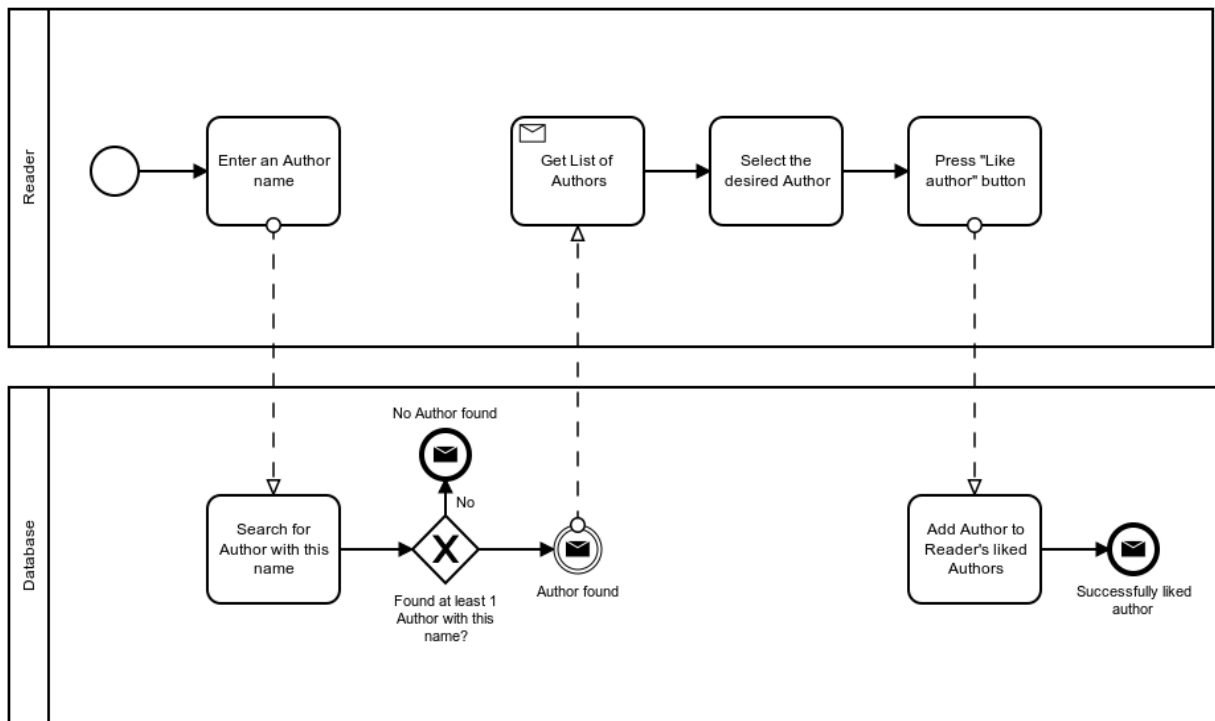 Reader
Enter an Author
name
Get List of
Authors
Select the
desired Author
Press "Like
author" button
Database
No Author found
No
Search for
Author with this
name
Found at least 1
Author with this
name?
Author found
Add Author to
Reader's liked
Authors
Successfully liked
author